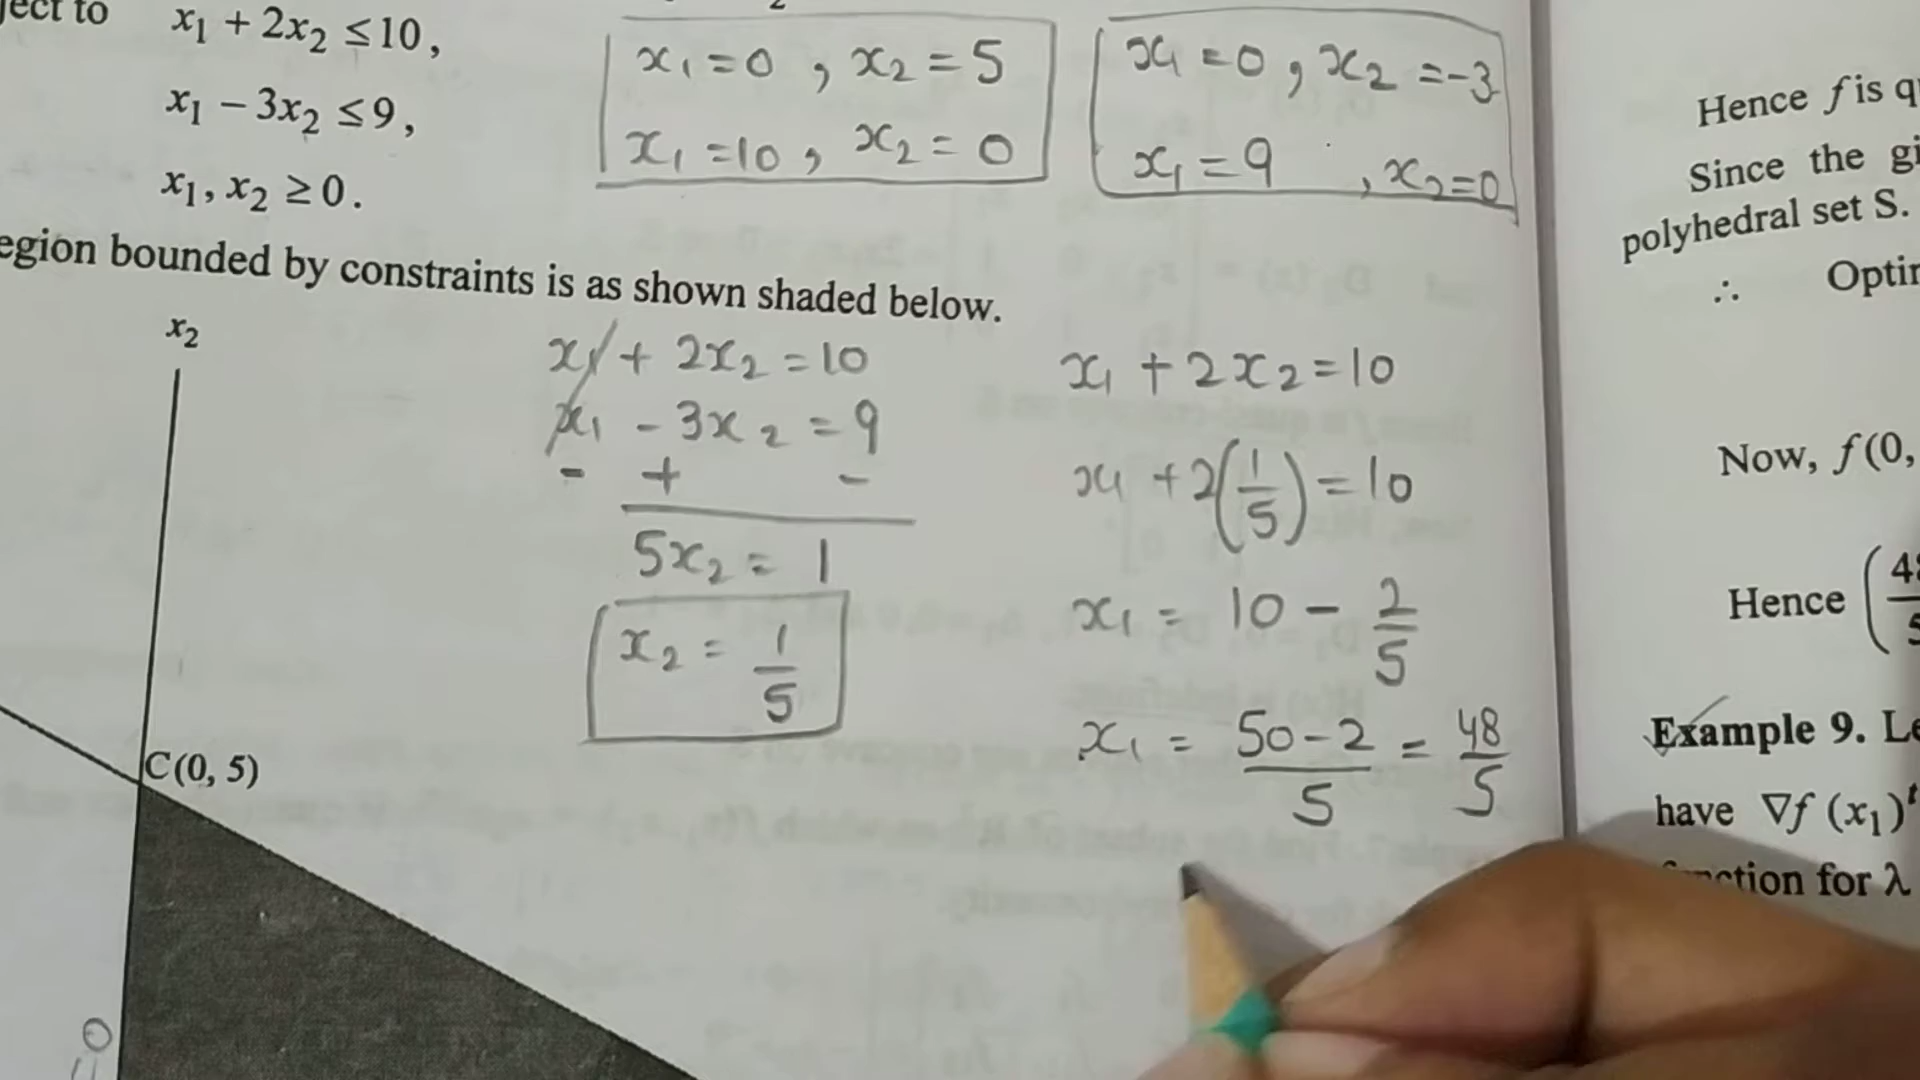 ject to x₁ + 2x₂ ≤ 10,
x₁ − 3x₂ ≤ 9,
x₁, x₂ ≥ 0.
x₁ = 0, x₂ = 5
x₁ = 10, x₂ = 0
x₁ = 0, x₂ = -3
x₁ = 9, x₂ = 0
egion bounded by constraints is as shown shaded below.
x₂
C(0, 5)
=0
x₁ + 2x₂ = 10
x₁ - 3x₂ = 9
- + -
5x₂ = 1
x₂ = 1/5
x₁ + 2x₂ = 10
x₁ + 2(1/5) = 10
x₁ = 10 - 2/5
x₁ = 50-2/5 = 48/5
Hence f is q
Since the gi
polyhedral set S.
∴ Optin
Now, f(0,
Hence (48/5
Example 9. Le
have ∇f (x₁)ᵗ
ction for λ